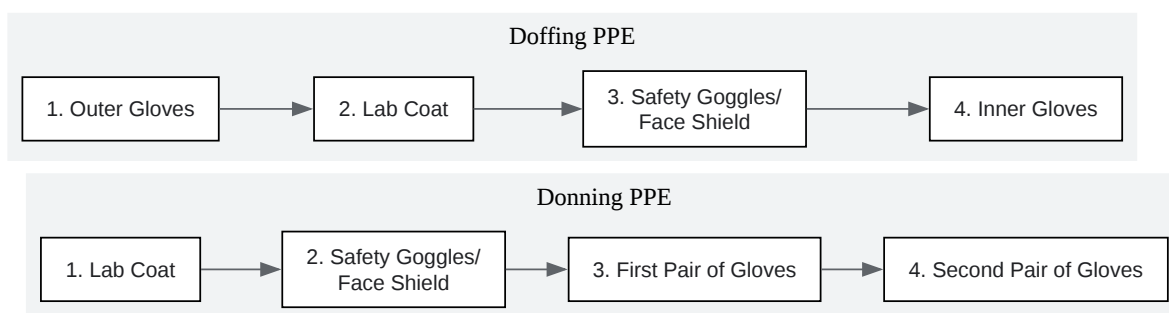 Doffing PPE
1. Outer Gloves
2. Lab Coat
3. Safety Goggles/
Face Shield
4. Inner Gloves
Donning PPE
1. Lab Coat
2. Safety Goggles/
Face Shield
3. First Pair of Gloves
4. Second Pair of Gloves